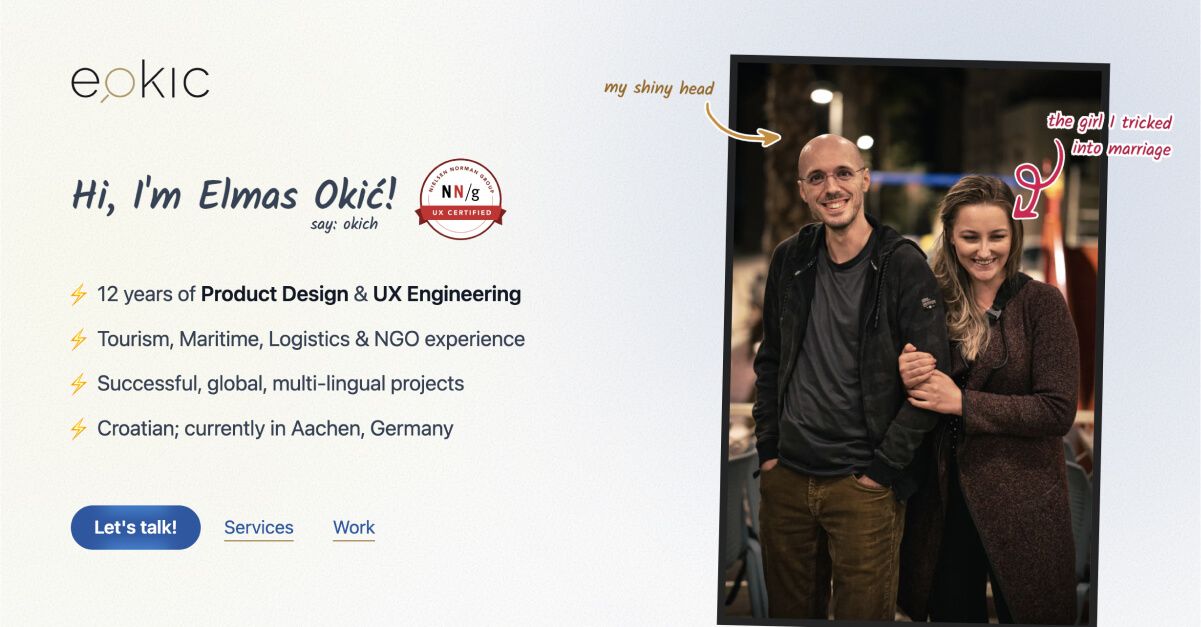 eokic
my shiny head
the girl I tricked
into marriage
Hi, I'm Elmas Okić!
say: okich
NIELSEN NORMAN GROUP
NN/g
UX CERTIFIED
12 years of Product Design & UX Engineering
Tourism, Maritime, Logistics & NGO experience
Successful, global, multi-lingual projects
Croatian; currently in Aachen, Germany
Let's talk!
Services
Work